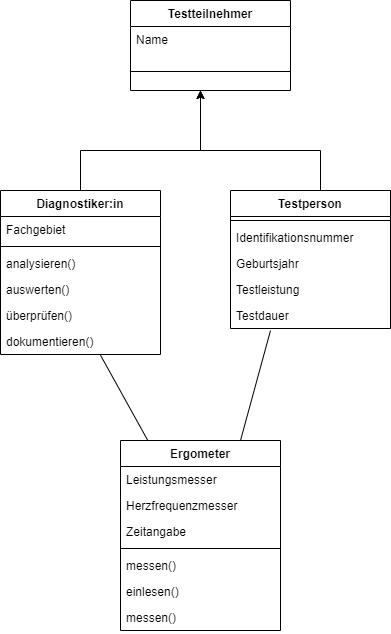 Testteilnehmer
Name
Diagnostiker:in
Fachgebiet
analysieren()
auswerten()
überprüfen()
dokumentieren()
Testperson
Identifikationsnummer
Geburtsjahr
Testleistung
Testdauer
Ergometer
Leistungsmesser
Herzfrequenzmesser
Zeitangabe
messen()
einlesen()
messen()